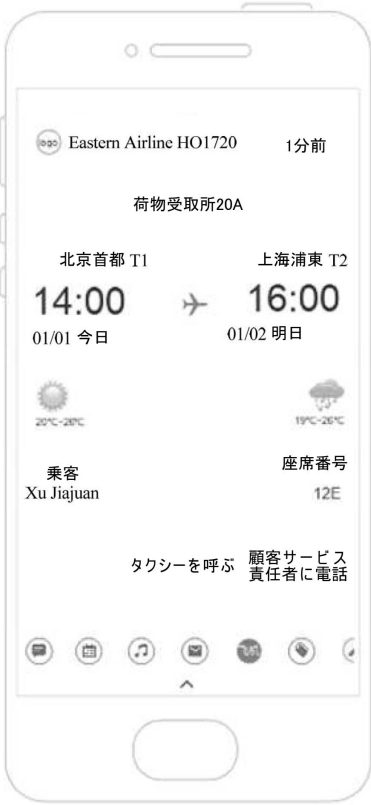 logo Eastern Airline HO1720 1分前
荷物受取所20A
北京首都 T1 上海浦東 T2
14:00 16:00
01/01 今日 01/02 明日
20℃-26℃ 19℃-26℃
乗客 座席番号
Xu Jiajuan 12E
タクシーを呼ぶ 顧客サービス
責任者に電話